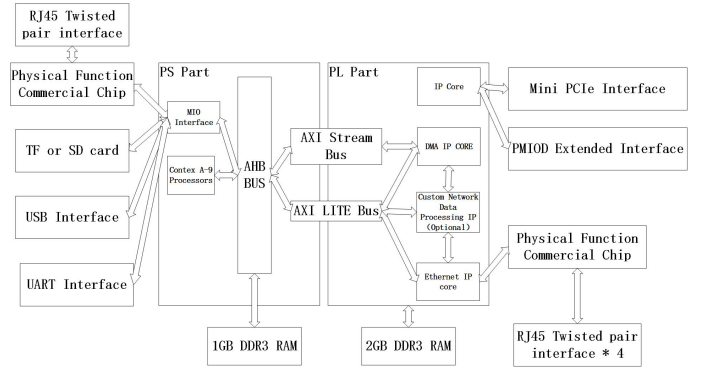 RJ45 Twisted
pair interface
Physical Function
Commercial Chip
TF or SD card
USB Interface
UART Interface
PS Part
MIO
Interface
Contex A-9
Processors
AHB
BUS
AXI Stream
Bus
AXI LITE Bus
1GB DDR3 RAM
PL Part
IP Core
DMA IP CORE
Custom Network
Data
Processing IP
(Optional)
Ethernet IP
core
2GB DDR3 RAM
Mini PCIe Interface
PMIOD Extended Interface
Physical Function
Commercial Chip
RJ45 Twisted pair
interface * 4